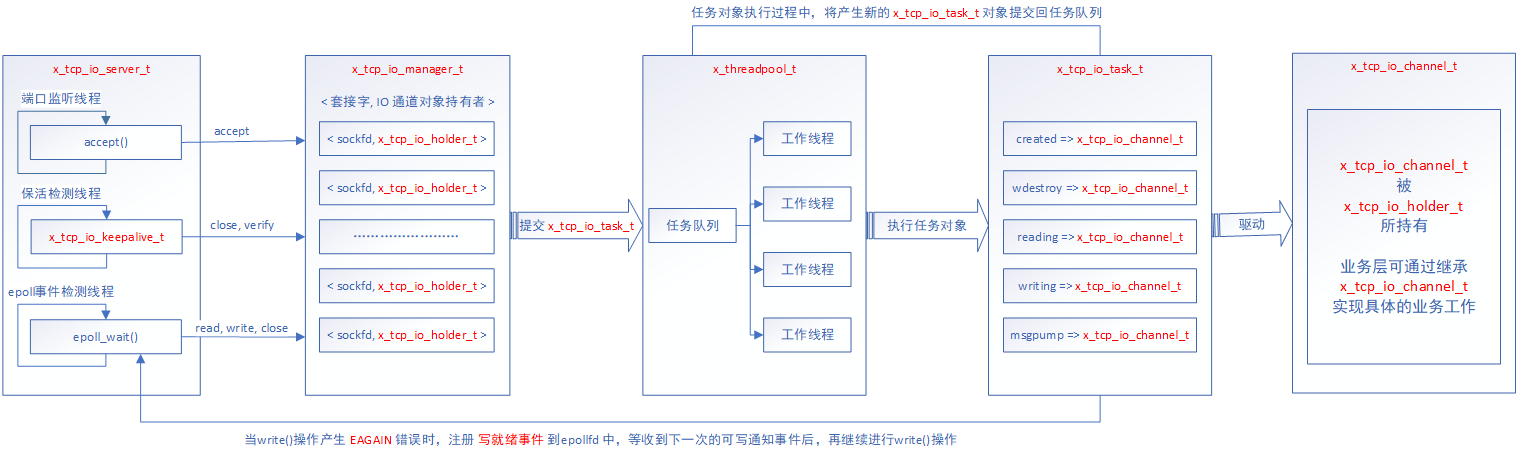 任务对象执行过程中，将产生新的 x_tcp_io_task_t 对象提交回任务队列
x_tcp_io_server_t
端口监听线程
accept()
保活检测线程
x_tcp_io_keepalive_t
epoll事件检测线程
epoll_wait()
accept
close, verify
read, write, close
x_tcp_io_manager_t
< 套接字, IO 通道对象持有者 >
< sockfd, x_tcp_io_holder_t >
< sockfd, x_tcp_io_holder_t >
........................
< sockfd, x_tcp_io_holder_t >
< sockfd, x_tcp_io_holder_t >
提交 x_tcp_io_task_t
x_threadpool_t
任务队列
工作线程
工作线程
工作线程
工作线程
执行任务对象
x_tcp_io_task_t
created => x_tcp_io_channel_t
wdestroy => x_tcp_io_channel_t
reading => x_tcp_io_channel_t
writing => x_tcp_io_channel_t
msgpump => x_tcp_io_channel_t
驱动
x_tcp_io_channel_t
x_tcp_io_channel_t
被
x_tcp_io_holder_t
所持有
业务层可通过继承
x_tcp_io_channel_t
实现具体的业务工作
当write()操作产生 EAGAIN 错误时，注册 写就绪事件 到epollfd 中，等收到下一次的可写通知事件后，再继续进行write()操作